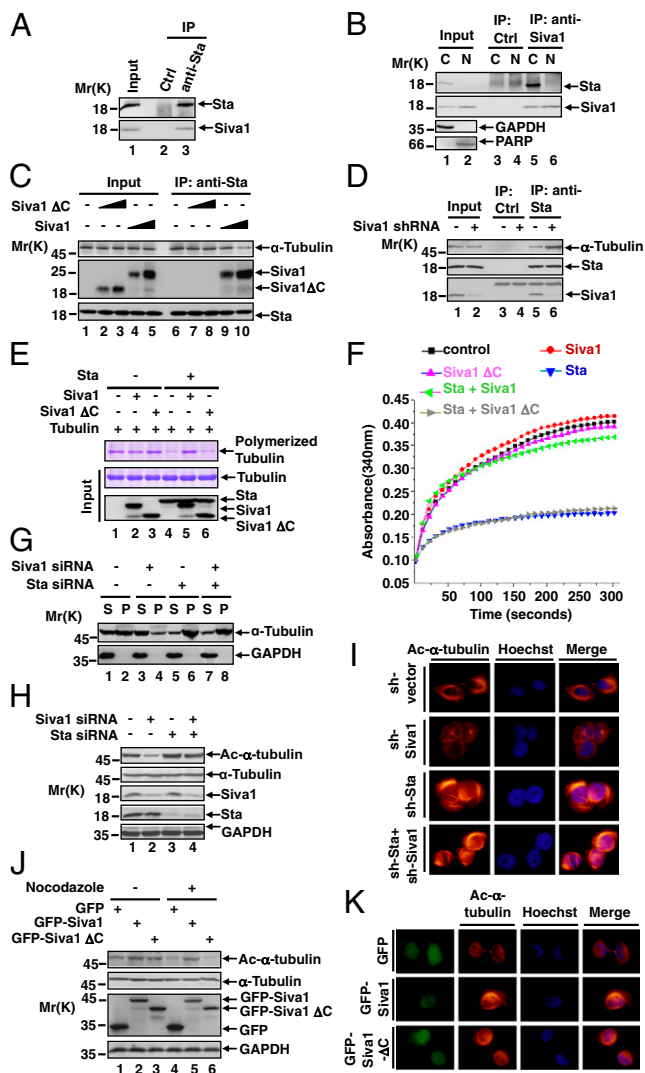 A
IP
Input
Ctrl
anti-Sta
Mr(K)
18
Sta
18
Siva1
1 2 3
B
Input
IP: Ctrl
IP: anti-Siva1
Mr(K) C N C N C N
18
Sta
18
Siva1
35
GAPDH
66
PARP
1 2 3 4 5 6
C
Input IP: anti-Sta
Siva1 ΔC - - - -
Siva1 - - - -
Mr(K)
45
α-Tubulin
25
Siva1
18
Siva1ΔC
18
Sta
1 2 3 4 5 6 7 8 9 10
D
Input
IP: Ctrl
IP: anti-Sta
Siva1 shRNA - + - + - +
Mr(K)
45
α-Tubulin
18
Sta
18
Siva1
1 2 3 4 5 6
E
Sta - +
Siva1 - + - - + -
Siva1 ΔC - - + - - +
Tubulin + + + + + +
Polymerized Tubulin
Input
Tubulin
Sta
Siva1
Siva1 ΔC
1 2 3 4 5 6
F
control
Siva1
Siva1 ΔC
Sta
Sta + Siva1
Sta + Siva1 ΔC
Absorbance(340nm)
0.40
0.35
0.30
0.25
0.20
0.15
0.10
0.05
50 100 150 200 250 300
Time (seconds)
G
Siva1 siRNA - + - +
Sta siRNA - - + +
Mr(K)
S P S P S P S P
45
α-Tubulin
35
GAPDH
1 2 3 4 5 6 7 8
H
Siva1 siRNA - + - +
Sta siRNA - - + +
Mr(K)
45
Ac-α-tubulin
45
α-Tubulin
18
Siva1
18
Sta
35
GAPDH
1 2 3 4
I
Ac-α-tubulin Hoechst Merge
sh-vector
sh-Siva1
sh-Sta
sh-Sta+ sh-Siva1
J
Nocodazole - +
GFP + - - + - -
GFP-Siva1 - + - - + -
GFP-Siva1 ΔC - - + - - +
Mr(K)
45
Ac-α-tubulin
45
α-Tubulin
45
GFP-Siva1
GFP-Siva1 ΔC
35
GFP
35
GAPDH
1 2 3 4 5 6
K
Ac-α-tubulin
Hoechst
Merge
GFP
GFP-Siva1
GFP-Siva1-ΔC